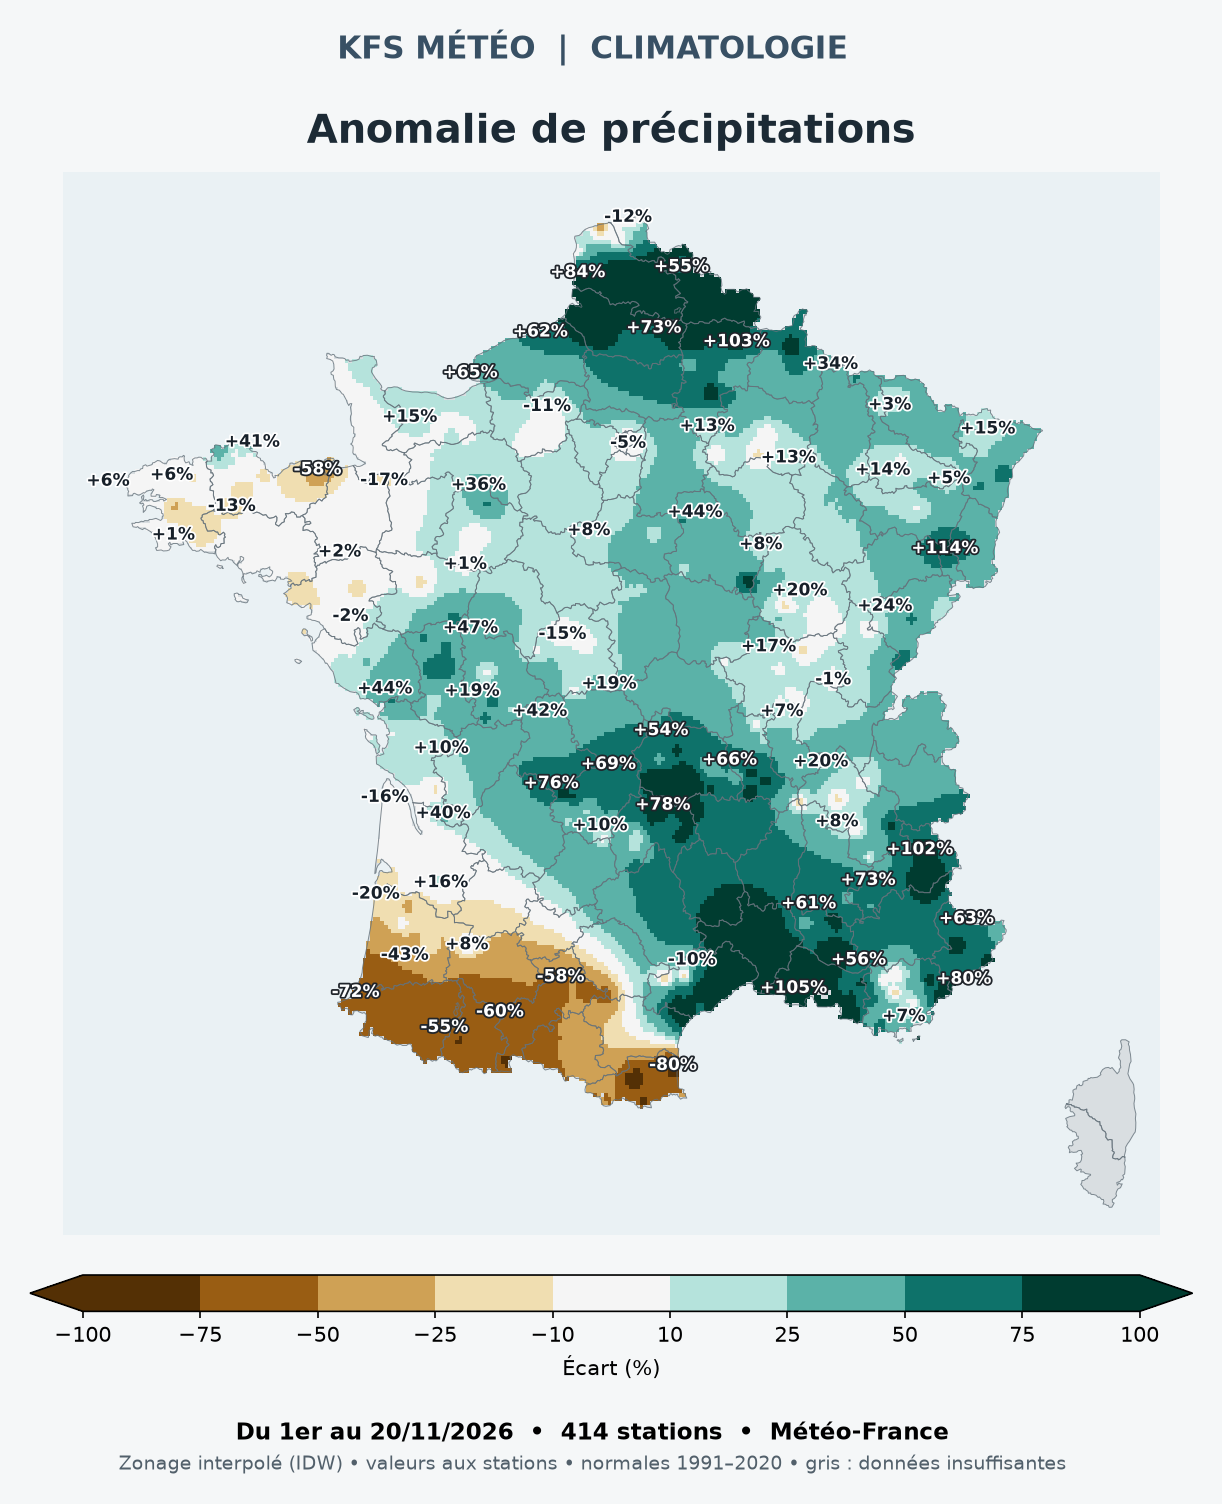 KFS MÉTÉO | CLIMATOLOGIE
Anomalie de précipitations
-12%
+84% +55%
+62% +73% +103%
+65% +34%
-11% +3%
+15% +13% +15%
+41% -5%
+6% +6% -58% -17% +36% +13% +14% +5%
-13% +44%
+1% +8% +8% +114%
+2% +1%
-2% +20% +24%
+47% -15% +17%
+44% +19% +19% -1%
+42% +7%
+10% +54%
+69% +66% +20%
-16% +76%
+40% +10% +78% +8%
+102%
-20% +16% +73%
+61% +63%
-43% +8% -10% +56%
-72% -58% +105% +80%
-55% -60% +7%
-80%
−100 −75 −50 −25 −10 10 25 50 75 100
Écart (%)
Du 1er au 20/11/2026 • 414 stations • Météo-France
Zonage interpolé (IDW) • valeurs aux stations • normales 1991–2020 • gris : données insuffisantes